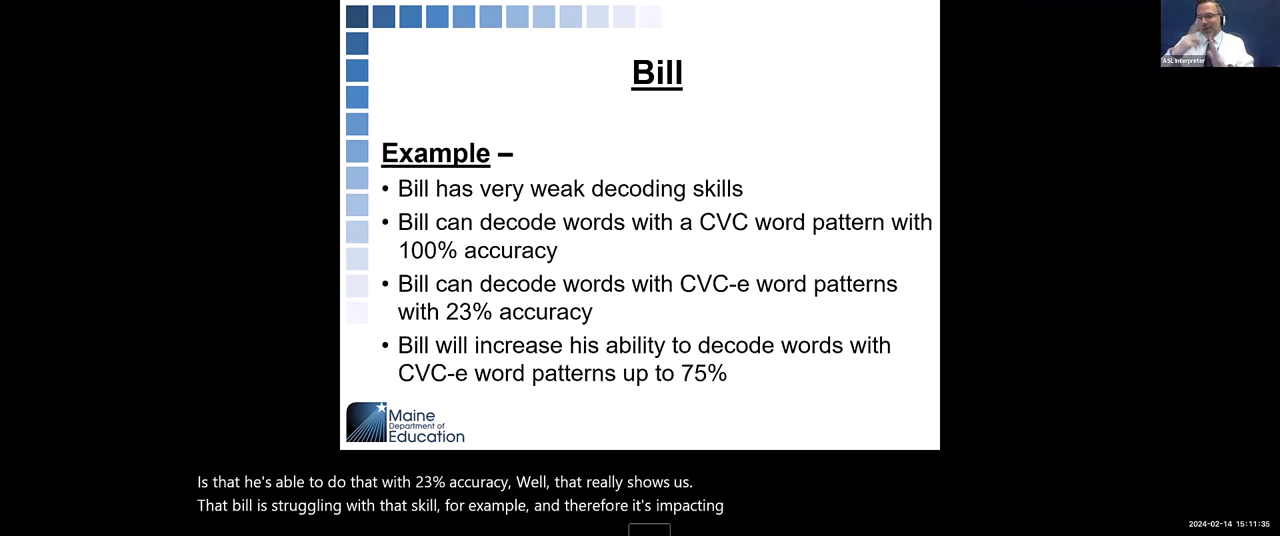 Bill
Example –
• Bill has very weak decoding skills
• Bill can decode words with a CVC word pattern with
100% accuracy
• Bill can decode words with CVC-e word patterns
with 23% accuracy
• Bill will increase his ability to decode words with
CVC-e word patterns up to 75%
Maine
Department of
Education
ASL Interpreter
Is that he's able to do that with 23% accuracy, Well, that really shows us.
That bill is struggling with that skill, for example, and therefore it's impacting
2024-02-14 15:11:35